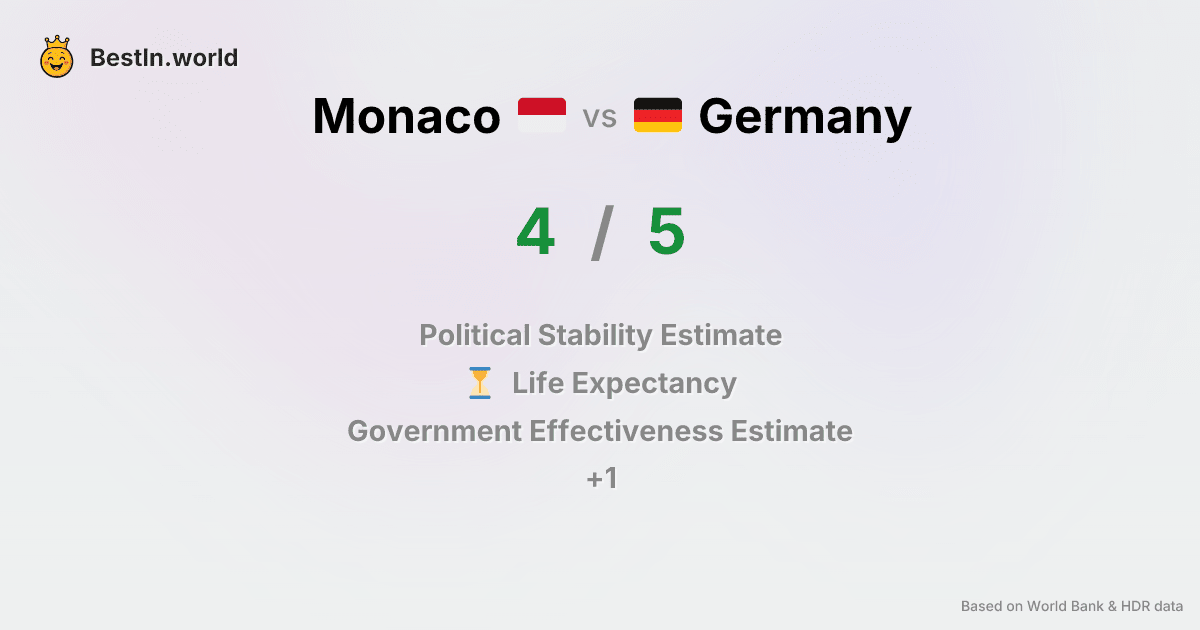 BestIn.world
Monaco vs Germany
4 / 5
Political Stability Estimate
Life Expectancy
Government Effectiveness Estimate
+1
Based on World Bank & HDR data